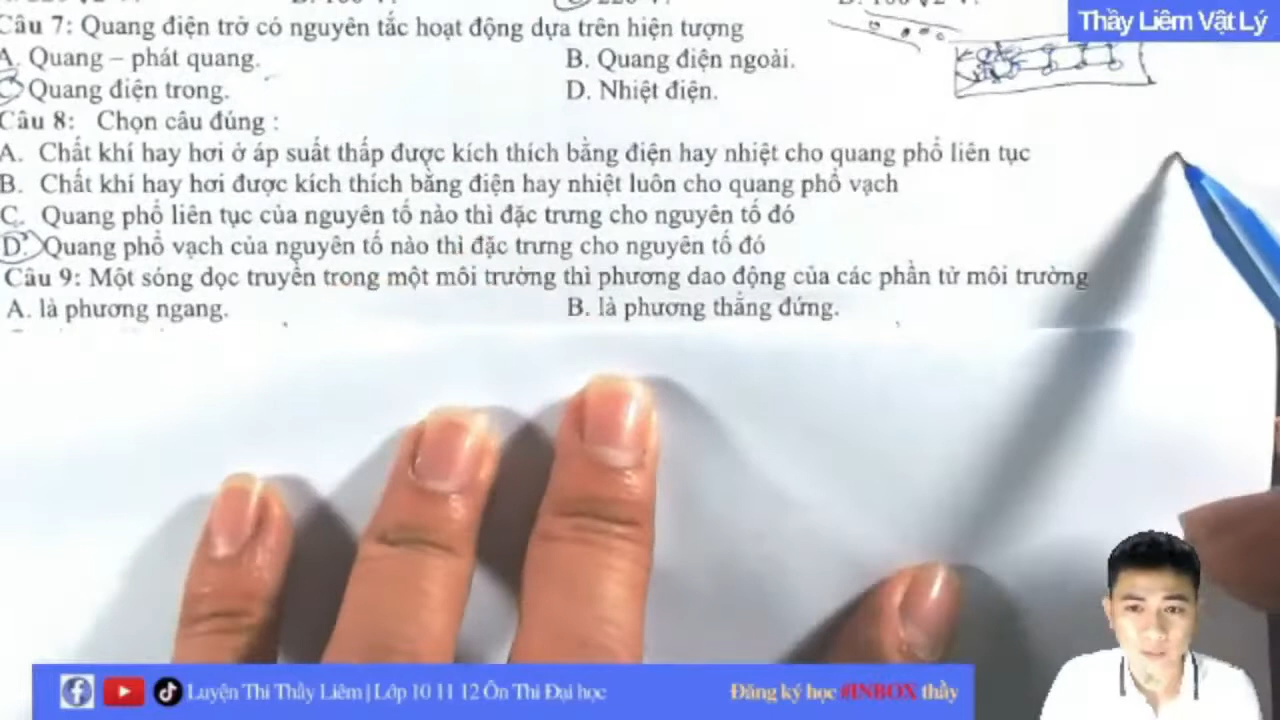 Thầy Liêm Vật Lý
Câu 7: Quang điện trở có nguyên tắc hoạt động dựa trên hiện tượng
A. Quang – phát quang.
B. Quang điện ngoài.
Quang điện trong.
D. Nhiệt điện.
Câu 8: Chọn câu đúng :
A. Chất khí hay hơi ở áp suất thấp được kích thích bằng điện hay nhiệt cho quang phổ liên tục
B. Chất khí hay hơi được kích thích bằng điện hay nhiệt luôn cho quang phổ vạch
C. Quang phổ liên tục của nguyên tố nào thì đặc trưng cho nguyên tố đó
D. Quang phổ vạch của nguyên tố nào thì đặc trưng cho nguyên tố đó
Câu 9: Một sóng dọc truyền trong một môi trường thì phương dao động của các phần tử môi trường
A. là phương ngang.
B. là phương thẳng đứng.
Luyện Thi Thầy Liêm | Lớp 10 11 12 Ôn Thi Đại học
Đăng ký học #INBOX thầy